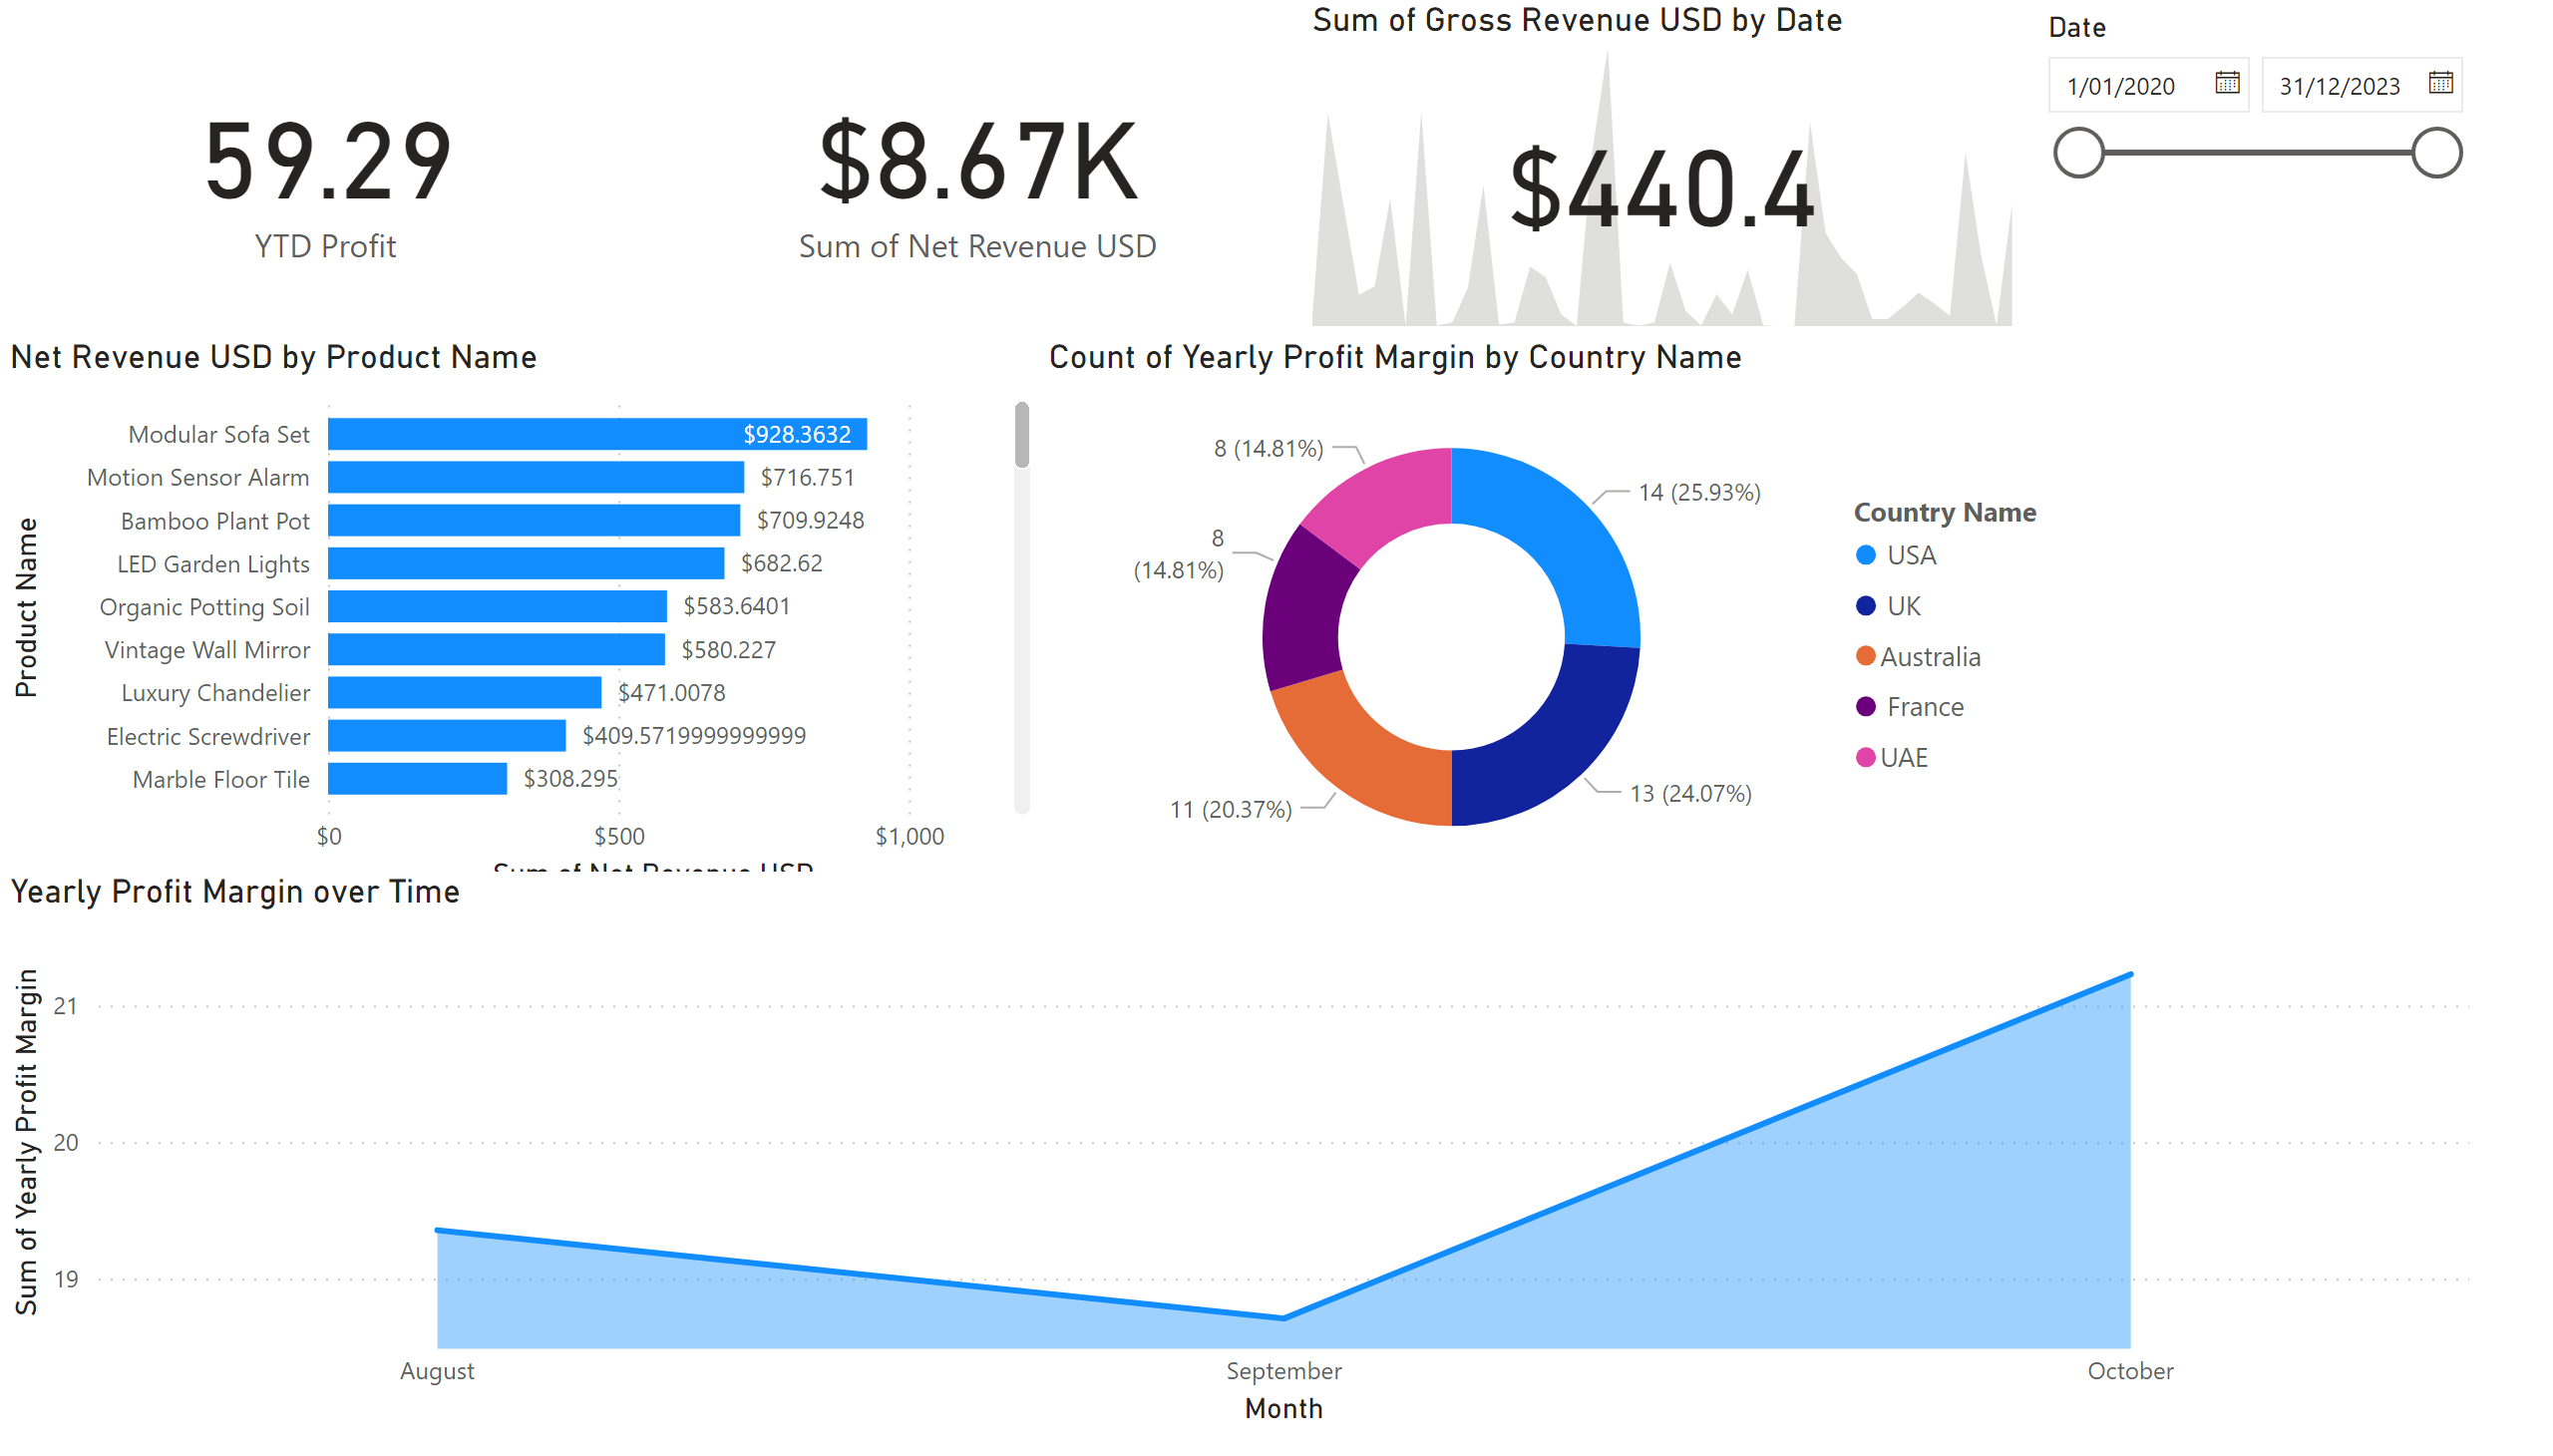 Sum of Gross Revenue USD by Date
Date
1/01/2020
31/12/2023
59.29
YTD Profit
$8.67K
Sum of Net Revenue USD
$440.4
Net Revenue USD by Product Name
Product Name
Modular Sofa Set
$928.3632
Motion Sensor Alarm
$716.751
Bamboo Plant Pot
$709.9248
LED Garden Lights
$682.62
Organic Potting Soil
$583.6401
Vintage Wall Mirror
$580.227
Luxury Chandelier
$471.0078
Electric Screwdriver
$409.5719999999999
Marble Floor Tile
$308.295
$0
$500
$1,000
Sum of Net Revenue USD
Count of Yearly Profit Margin by Country Name
8 (14.81%)
14 (25.93%)
8
(14.81%)
11 (20.37%)
13 (24.07%)
Country Name
USA
UK
Australia
France
UAE
Yearly Profit Margin over Time
Sum of Yearly Profit Margin
21
20
19
August
September
October
Month